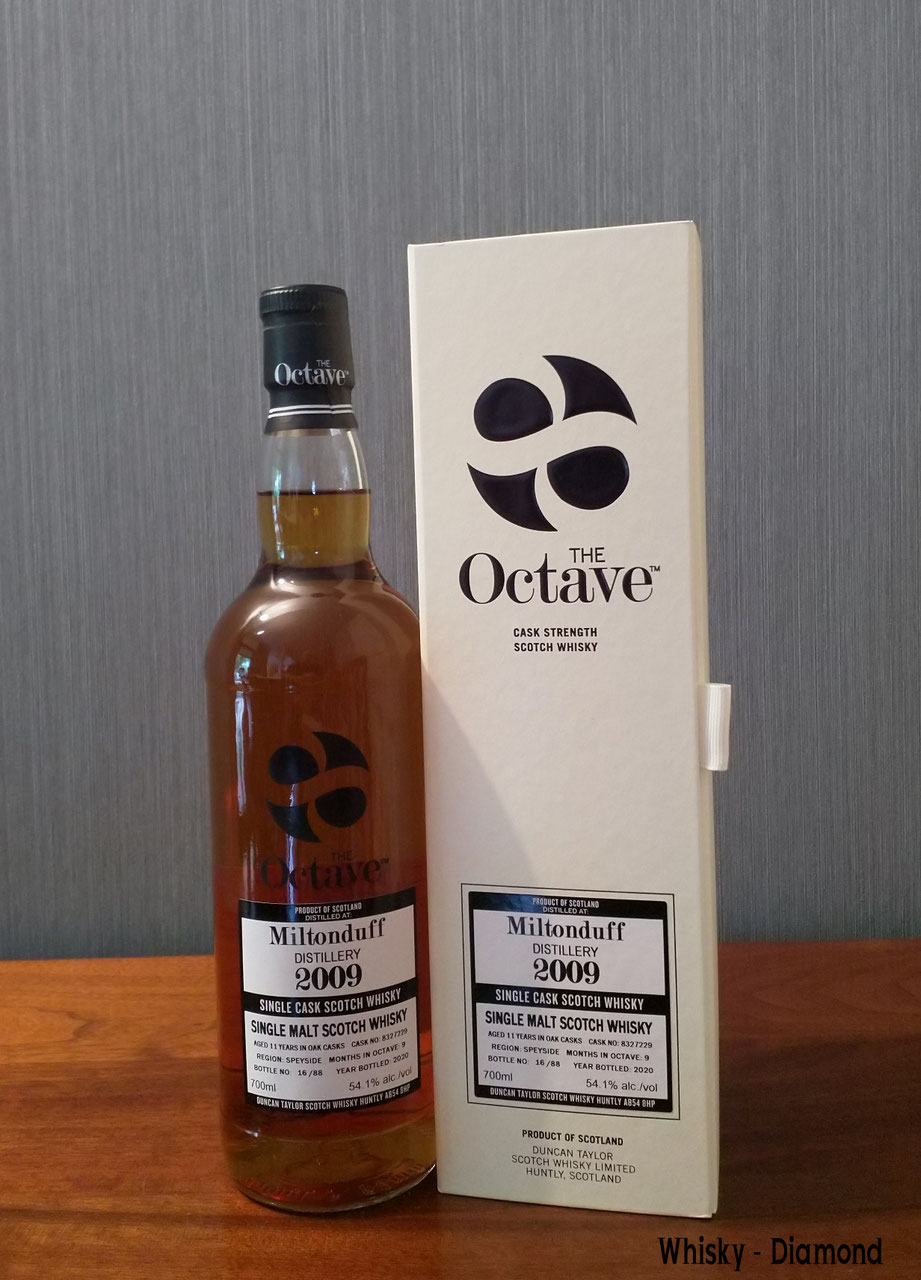 THE
Octave™
THE
Octave™
PRODUCT OF SCOTLAND
DISTILLED AT:
Miltonduff
DISTILLERY
2009
SINGLE CASK SCOTCH WHISKY
SINGLE MALT SCOTCH WHISKY
AGED 11 YEARS IN OAK CASKS CASK NO: 8327229
REGION: SPEYSIDE MONTHS IN OCTAVE: 9
BOTTLE NO: 16/88 YEAR BOTTLED: 2020
700ml 54.1% alc./vol
DUNCAN TAYLOR SCOTCH WHISKY HUNTLY AB54 8HP
THE
Octave™
CASK STRENGTH
SCOTCH WHISKY
PRODUCT OF SCOTLAND
DISTILLED AT:
Miltonduff
DISTILLERY
2009
SINGLE CASK SCOTCH WHISKY
SINGLE MALT SCOTCH WHISKY
AGED 11 YEARS IN OAK CASKS CASK NO: 8327229
REGION: SPEYSIDE MONTHS IN OCTAVE: 9
BOTTLE NO: 16/88 YEAR BOTTLED: 2020
700ml 54.1% alc./vol
DUNCAN TAYLOR SCOTCH WHISKY HUNTLY AB54 8HP
PRODUCT OF SCOTLAND
DUNCAN TAYLOR
SCOTCH WHISKY LIMITED
HUNTLY, SCOTLAND
Whisky - Diamond